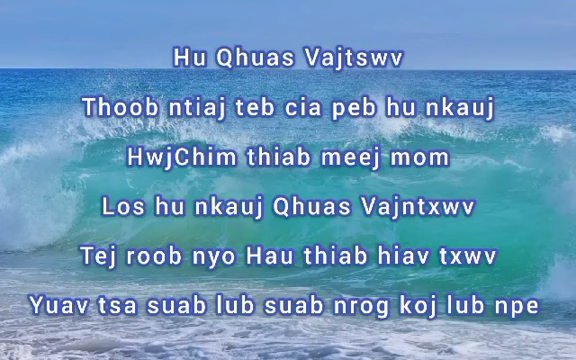 Hu Qhuas Vajtswv
Thoob ntiaj teb cia peb hu nkauj
HwjChim thiab meej mom
Los hu nkauj Qhuas Vajntxwv
Tej roob nyo Hau thiab hiav txwv
Yuav tsa suab lub suab nrog koj lub npe